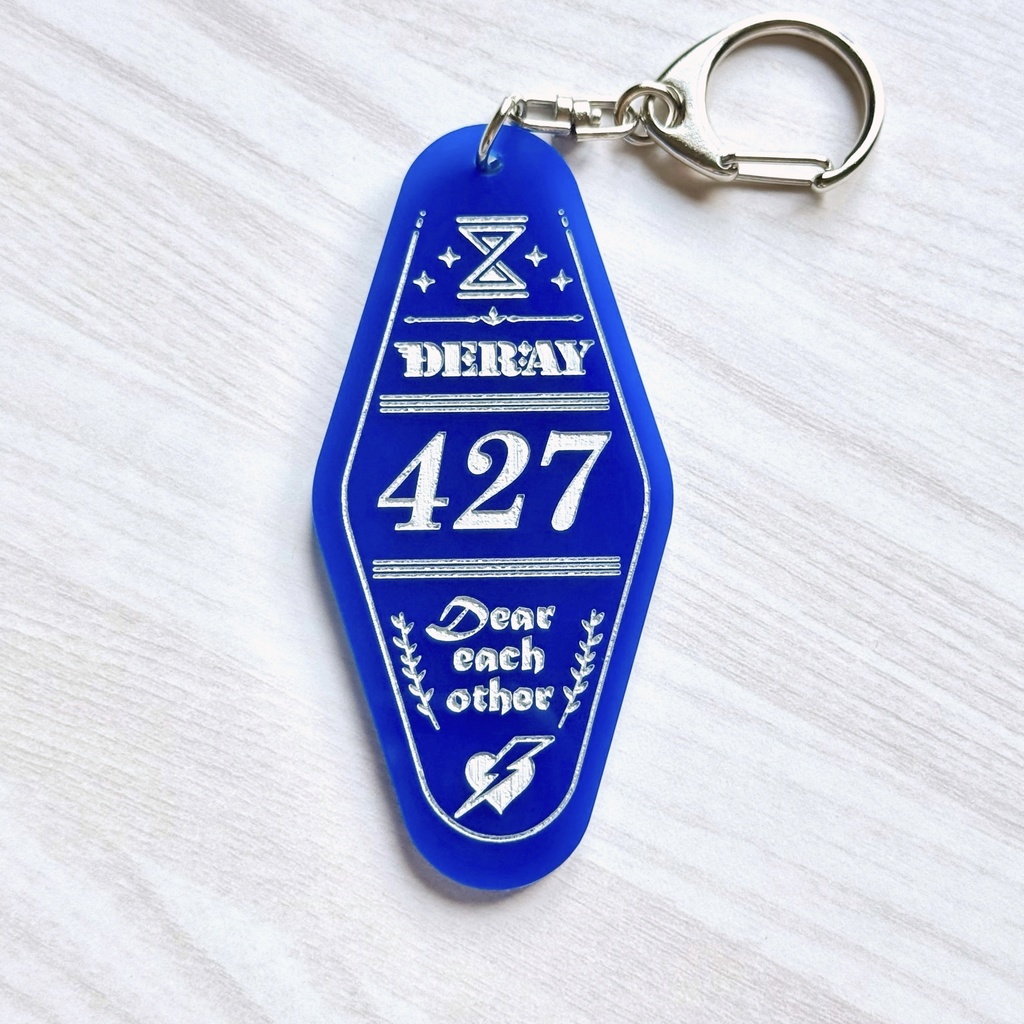 DERAY
427
Dear
each
other